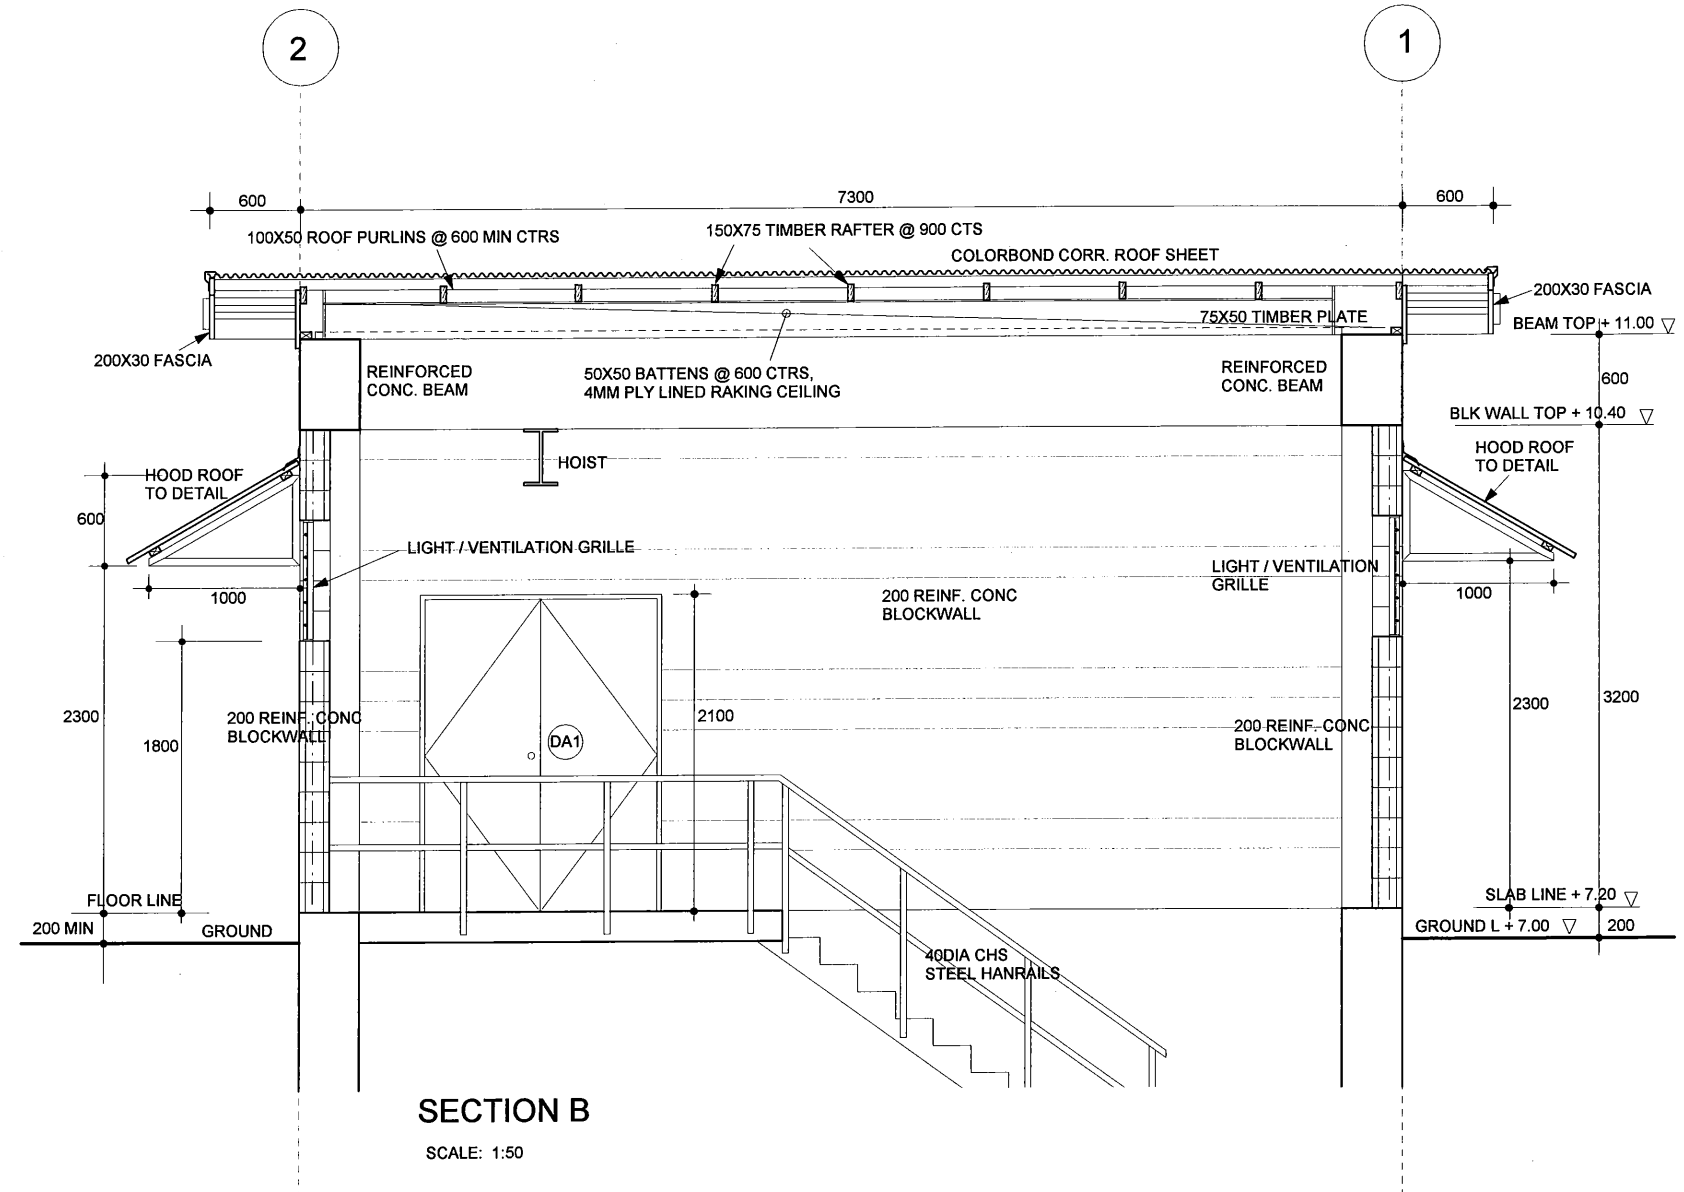 2
1
600
7300
600
100X50 ROOF PURLINS @ 600 MIN CTRS
150X75 TIMBER RAFTER @ 900 CTS
COLORBOND CORR. ROOF SHEET
200X30 FASCIA
75X50 TIMBER PLATE
BEAM TOP + 11.00
200X30 FASCIA
REINFORCED
CONC. BEAM
50X50 BATTENS @ 600 CTRS,
4MM PLY LINED RAKING CEILING
REINFORCED
CONC. BEAM
600
BLK WALL TOP + 10.40
HOOD ROOF
TO DETAIL
HOIST
HOOD ROOF
TO DETAIL
600
LIGHT / VENTILATION GRILLE
LIGHT / VENTILATION
GRILLE
1000
200 REINF. CONC
BLOCKWALL
1000
2300
1800
200 REINF. CONC
BLOCKWALL
DA1
2100
200 REINF. CONC
BLOCKWALL
2300
3200
FLOOR LINE
SLAB LINE + 7.20
200 MIN
GROUND
GROUND L + 7.00
200
40DIA CHS
STEEL HANRAILS
SECTION B
SCALE: 1:50